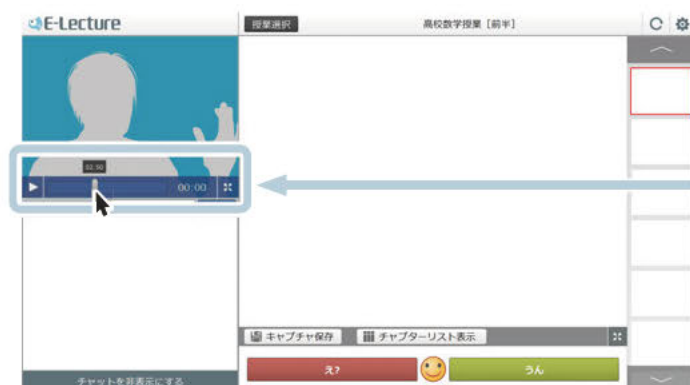 E-Lecture
授業選択
高校数学授業［前半］
00:00
キャプチャ保存
チャプターリスト表示
え?
うん
チャットを非表示にする